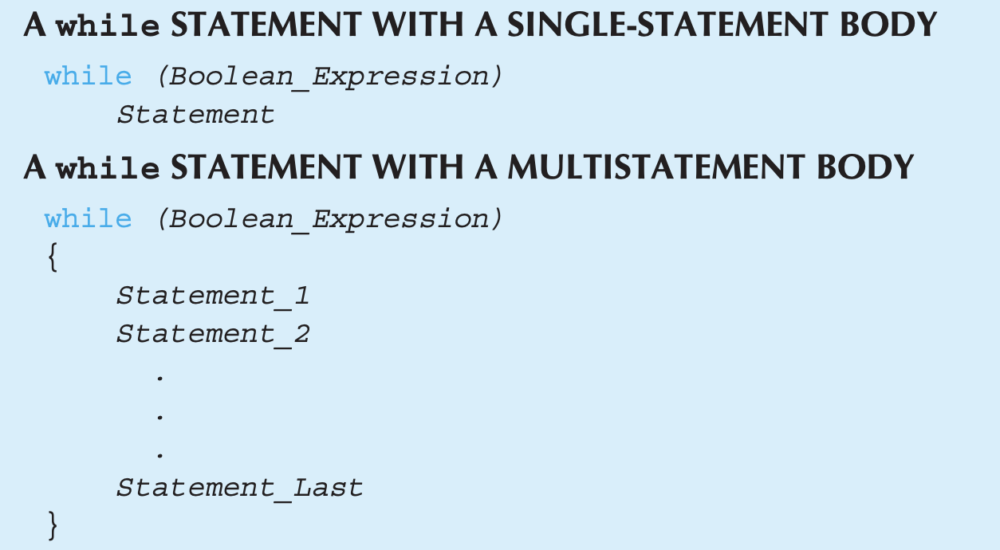 A while STATEMENT WITH A SINGLE-STATEMENT BODY
while (Boolean_Expression)
Statement
A while STATEMENT WITH A MULTISTATEMENT BODY
while (Boolean_Expression)
{
Statement_1
Statement_2
.
.
.
Statement_Last
}